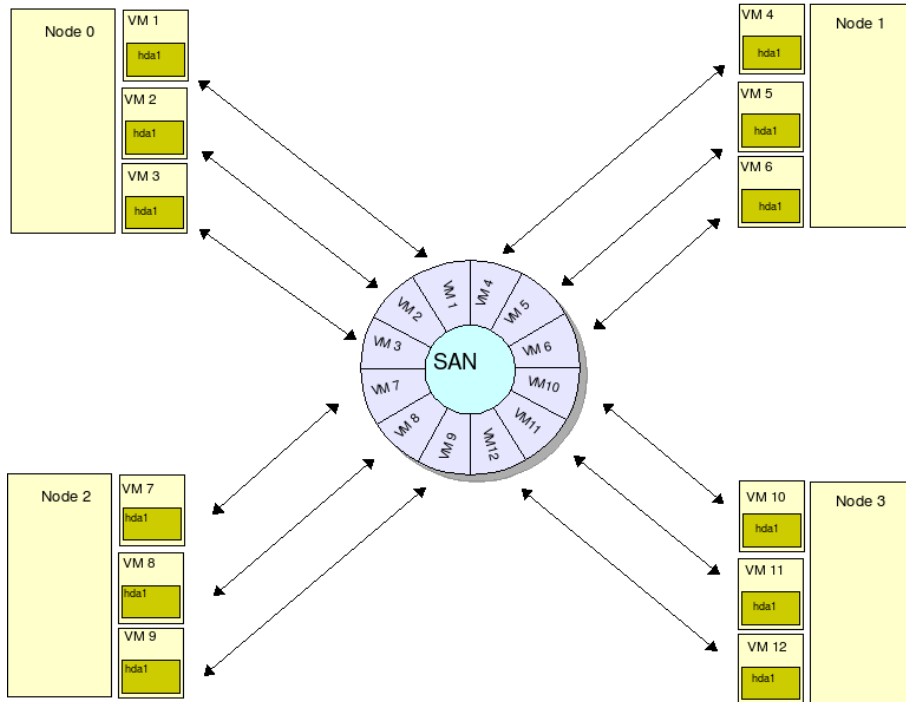 Node 0
VM 1
hda1
VM 2
hda1
VM 3
hda1
VM 4
hda1
VM 5
hda1
VM 6
hda1
Node 1
VM 1
VM 4
VM 2
VM 5
VM 3
VM 6
SAN
VM 7
VM10
VM 8
VM11
VM 9
VM12
Node 2
VM 7
hda1
VM 8
hda1
VM 9
hda1
VM 10
hda1
VM 11
hda1
VM 12
hda1
Node 3